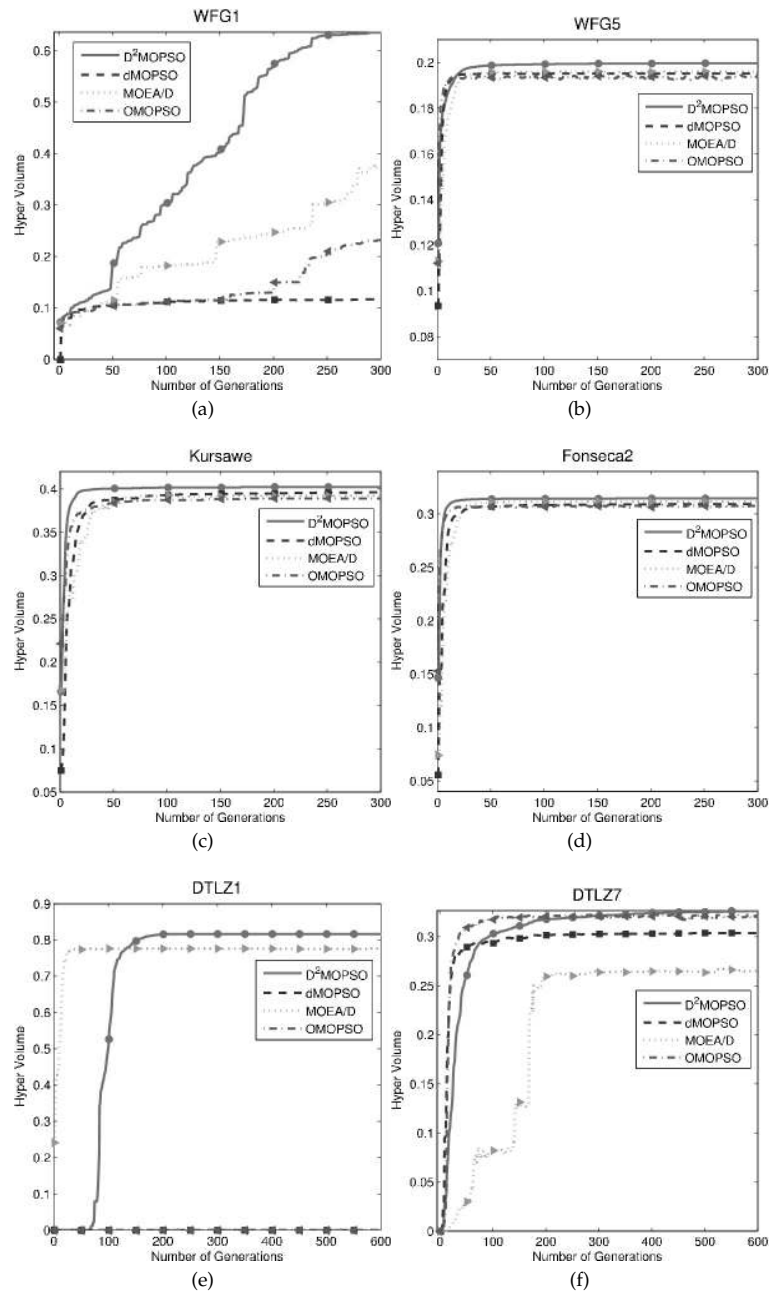 WFG1
0.6
0.5
0.4
0.3
0.2
0.1
0
Hyper Volume
D²MOPSO
dMOPSO
MOEA/D
OMOPSO
0 50 100 150 200 250 300
Number of Generations
(a)
WFG5
0.2
0.18
0.16
0.14
0.12
0.1
0.08
Hyper Volume
D²MOPSO
dMOPSO
MOEA/D
OMOPSO
0 50 100 150 200 250 300
Number of Generations
(b)
Kursawe
0.4
0.35
0.3
0.25
0.2
0.15
0.1
0.05
Hyper Volume
D²MOPSO
dMOPSO
MOEA/D
OMOPSO
0 50 100 150 200 250 300
Number of Generations
(c)
Fonseca2
0.3
0.25
0.2
0.15
0.1
0.05
Hyper Volume
D²MOPSO
dMOPSO
MOEA/D
OMOPSO
0 50 100 150 200 250 300
Number of Generations
(d)
DTLZ1
0.9
0.8
0.7
0.6
0.5
0.4
0.3
0.2
0.1
0
Hyper Volume
D²MOPSO
dMOPSO
MOEA/D
OMOPSO
0 100 200 300 400 500 600
Number of Generations
(e)
DTLZ7
0.3
0.25
0.2
0.15
0.1
0.05
0
Hyper Volume
D²MOPSO
dMOPSO
MOEA/D
OMOPSO
0 100 200 300 400 500 600
Number of Generations
(f)